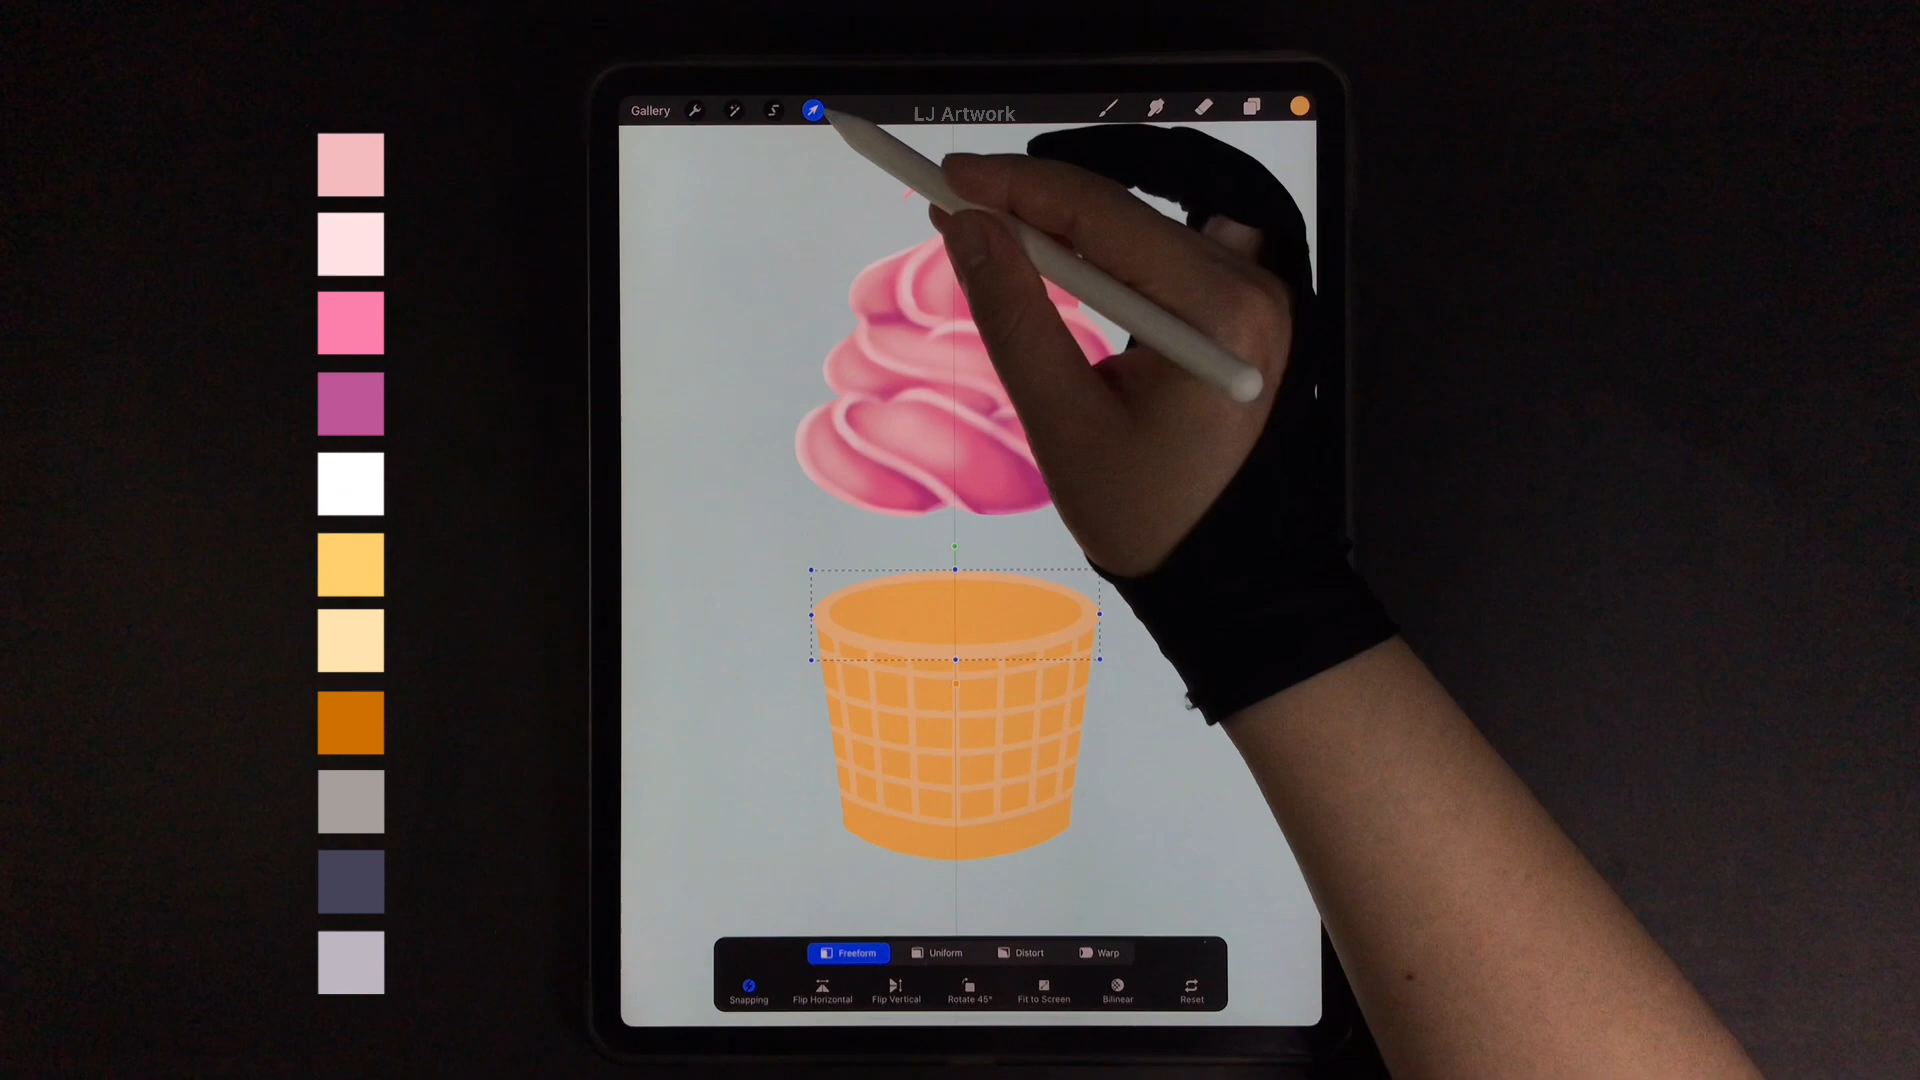 Gallery
LJ Artwork
Freeform Uniform Distort Warp
Snapping Flip Horizontal Flip Vertical Rotate 45° Fit to Screen Bilinear Reset